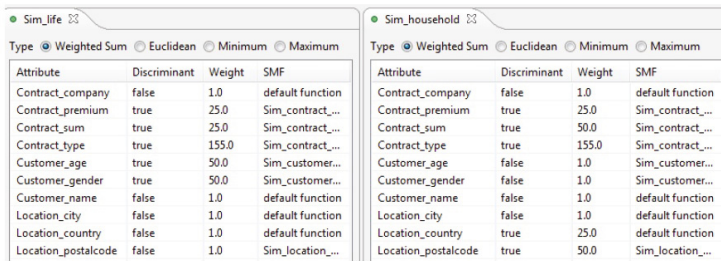 Sim_life
Type Weighted Sum Euclidean Minimum Maximum
Attribute Discriminant Weight SMF
Contract_company false 1.0 default function
Contract_premium true 25.0 Sim_contract_...
Contract_sum true 25.0 Sim_contract_...
Contract_type true 155.0 Sim_contract_...
Customer_age true 50.0 Sim_customer...
Customer_gender true 50.0 Sim_customer...
Customer_name false 1.0 default function
Location_city false 1.0 default function
Location_country false 1.0 default function
Location_postalcode false 1.0 Sim_location_...
Sim_household
Type Weighted Sum Euclidean Minimum Maximum
Attribute Discriminant Weight SMF
Contract_company false 1.0 default function
Contract_premium true 25.0 Sim_contract_...
Contract_sum true 50.0 Sim_contract_...
Contract_type true 155.0 Sim_contract_...
Customer_age false 1.0 Sim_customer...
Customer_gender false 1.0 Sim_customer...
Customer_name false 1.0 default function
Location_city false 1.0 default function
Location_country true 25.0 default function
Location_postalcode true 50.0 Sim_location_...